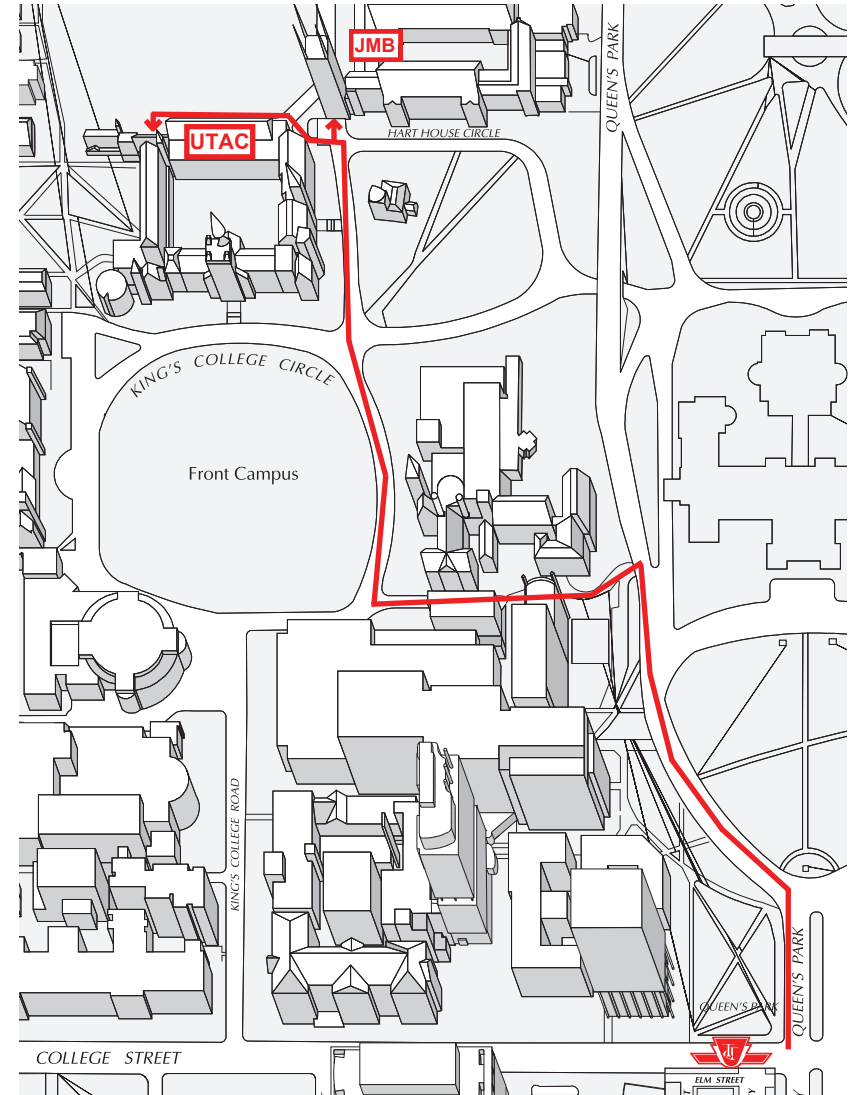 JMB
QUEEN'S PARK
UTAC
HART HOUSE CIRCLE
KING'S COLLEGE CIRCLE
Front Campus
KING'S COLLEGE ROAD
QUEEN'S PARK
QUEEN'S PARK
COLLEGE STREET
ELM STREET